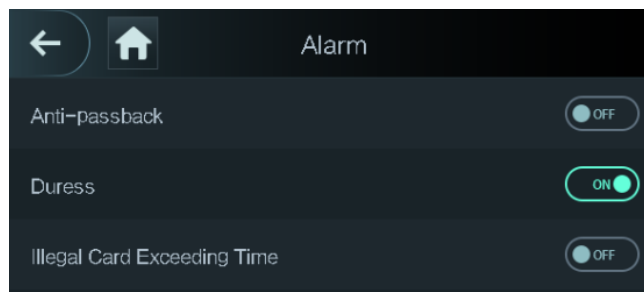 Alarm
Anti-passback
OFF
Duress
ON
Illegal Card Exceeding Time
OFF